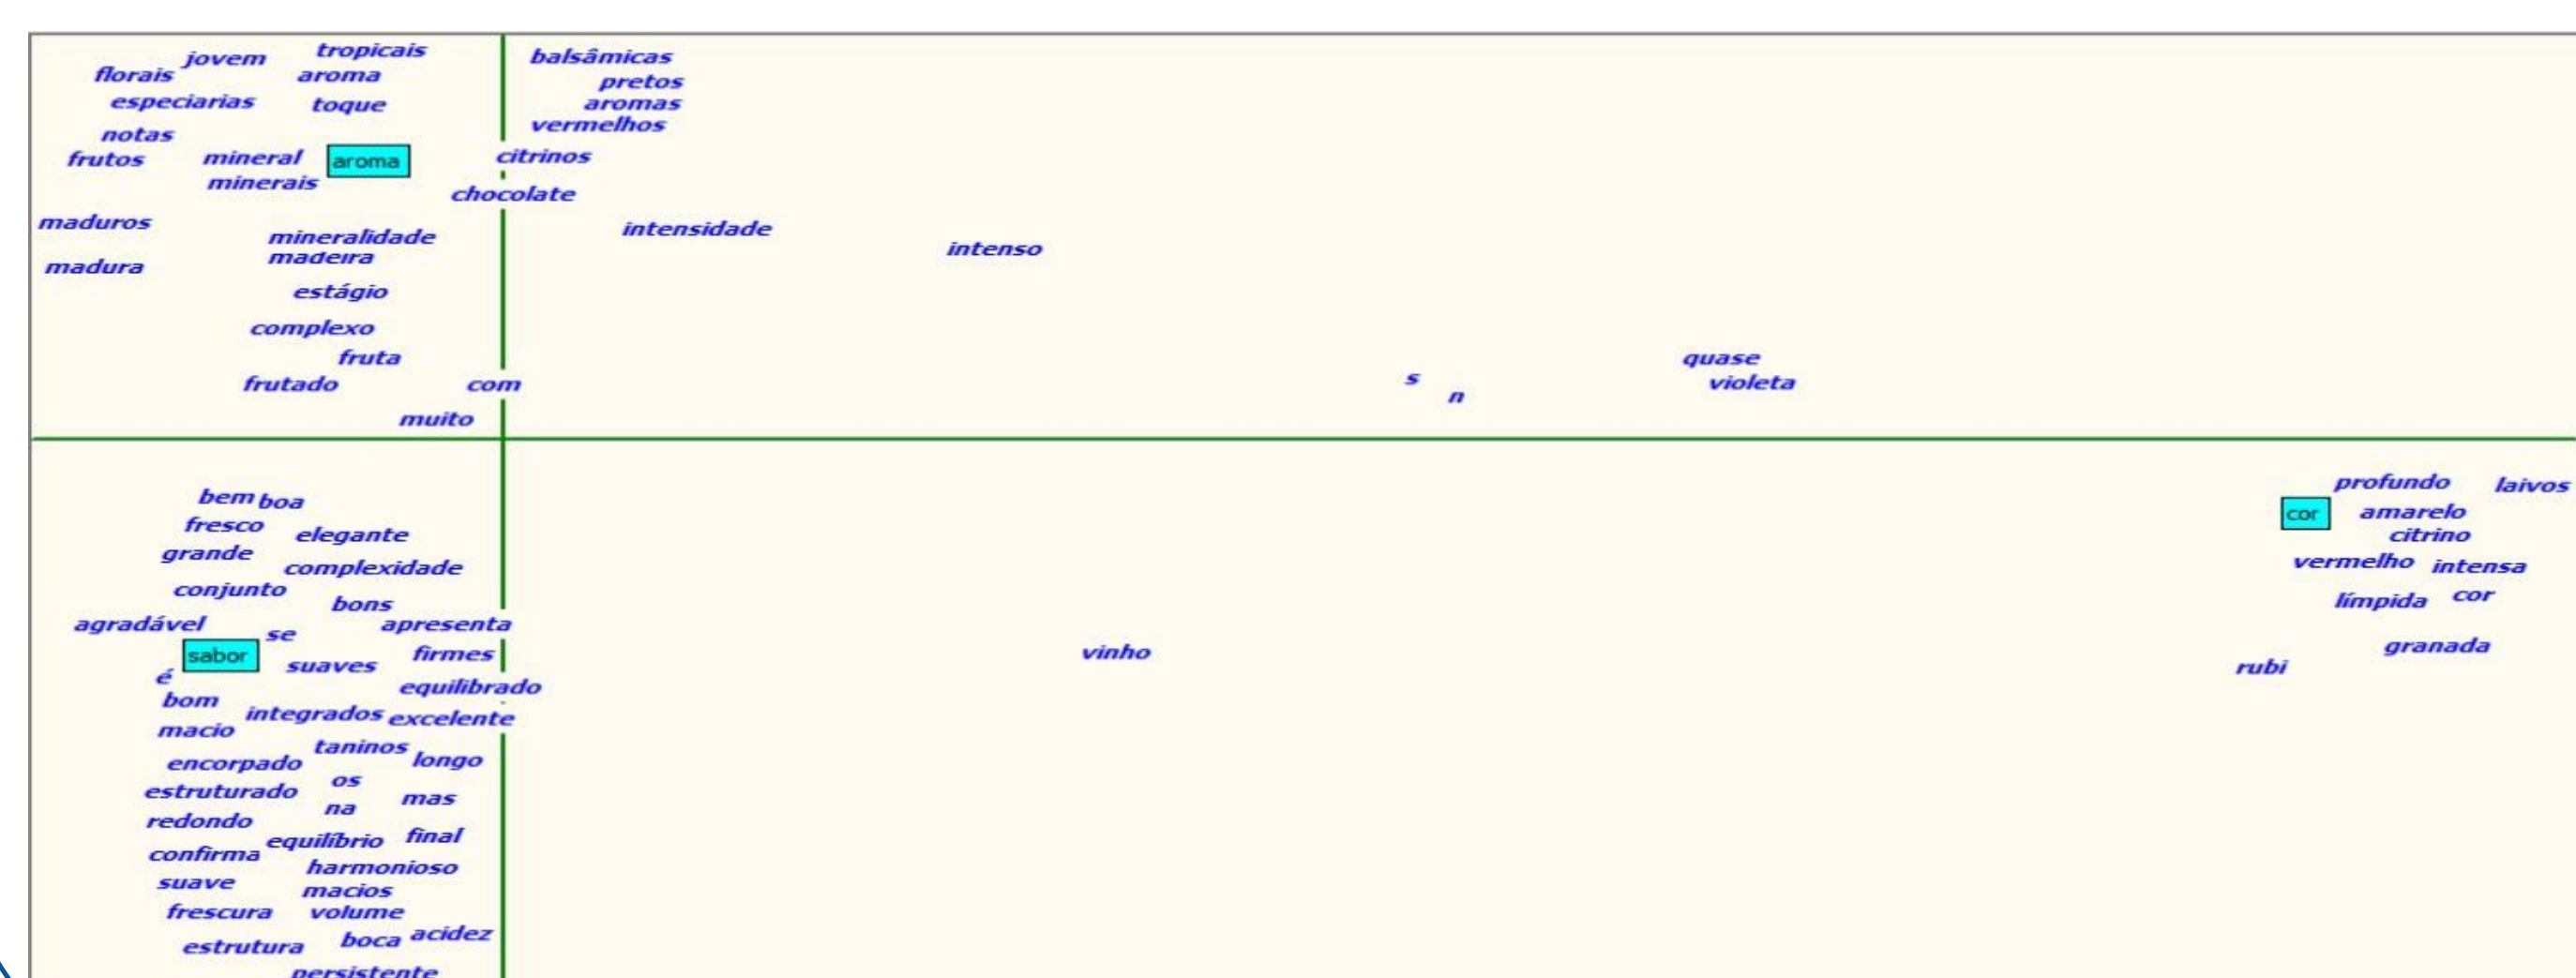 tropicais
jovem
florais
aroma
especiarias
toque
notas
frutos
mineral
aroma
minerais
maduros
mineralidade
madeira
madura
estágio
complexo
fruta
frutado
com
muito
balsâmicas
pretos
aromas
vermelhos
citrinos
chocolate
intensidade
intenso
quase
s
violeta
n
bem
boa
fresco
elegante
grande
complexidade
conjunto
bons
agradável
se
apresenta
sabor
suaves
firmes
é
equilibrado
bom
integrados
excelente
macio
taninos
longo
encorpado
os
estruturado
na
mas
redondo
equilíbrio
final
confirma
harmonioso
suave
macios
frescura
volume
estrutura
boca
acidez
persistente
vinho
profundo
laivos
cor
amarelo
citrino
vermelho
intensa
límpida
cor
granada
rubi